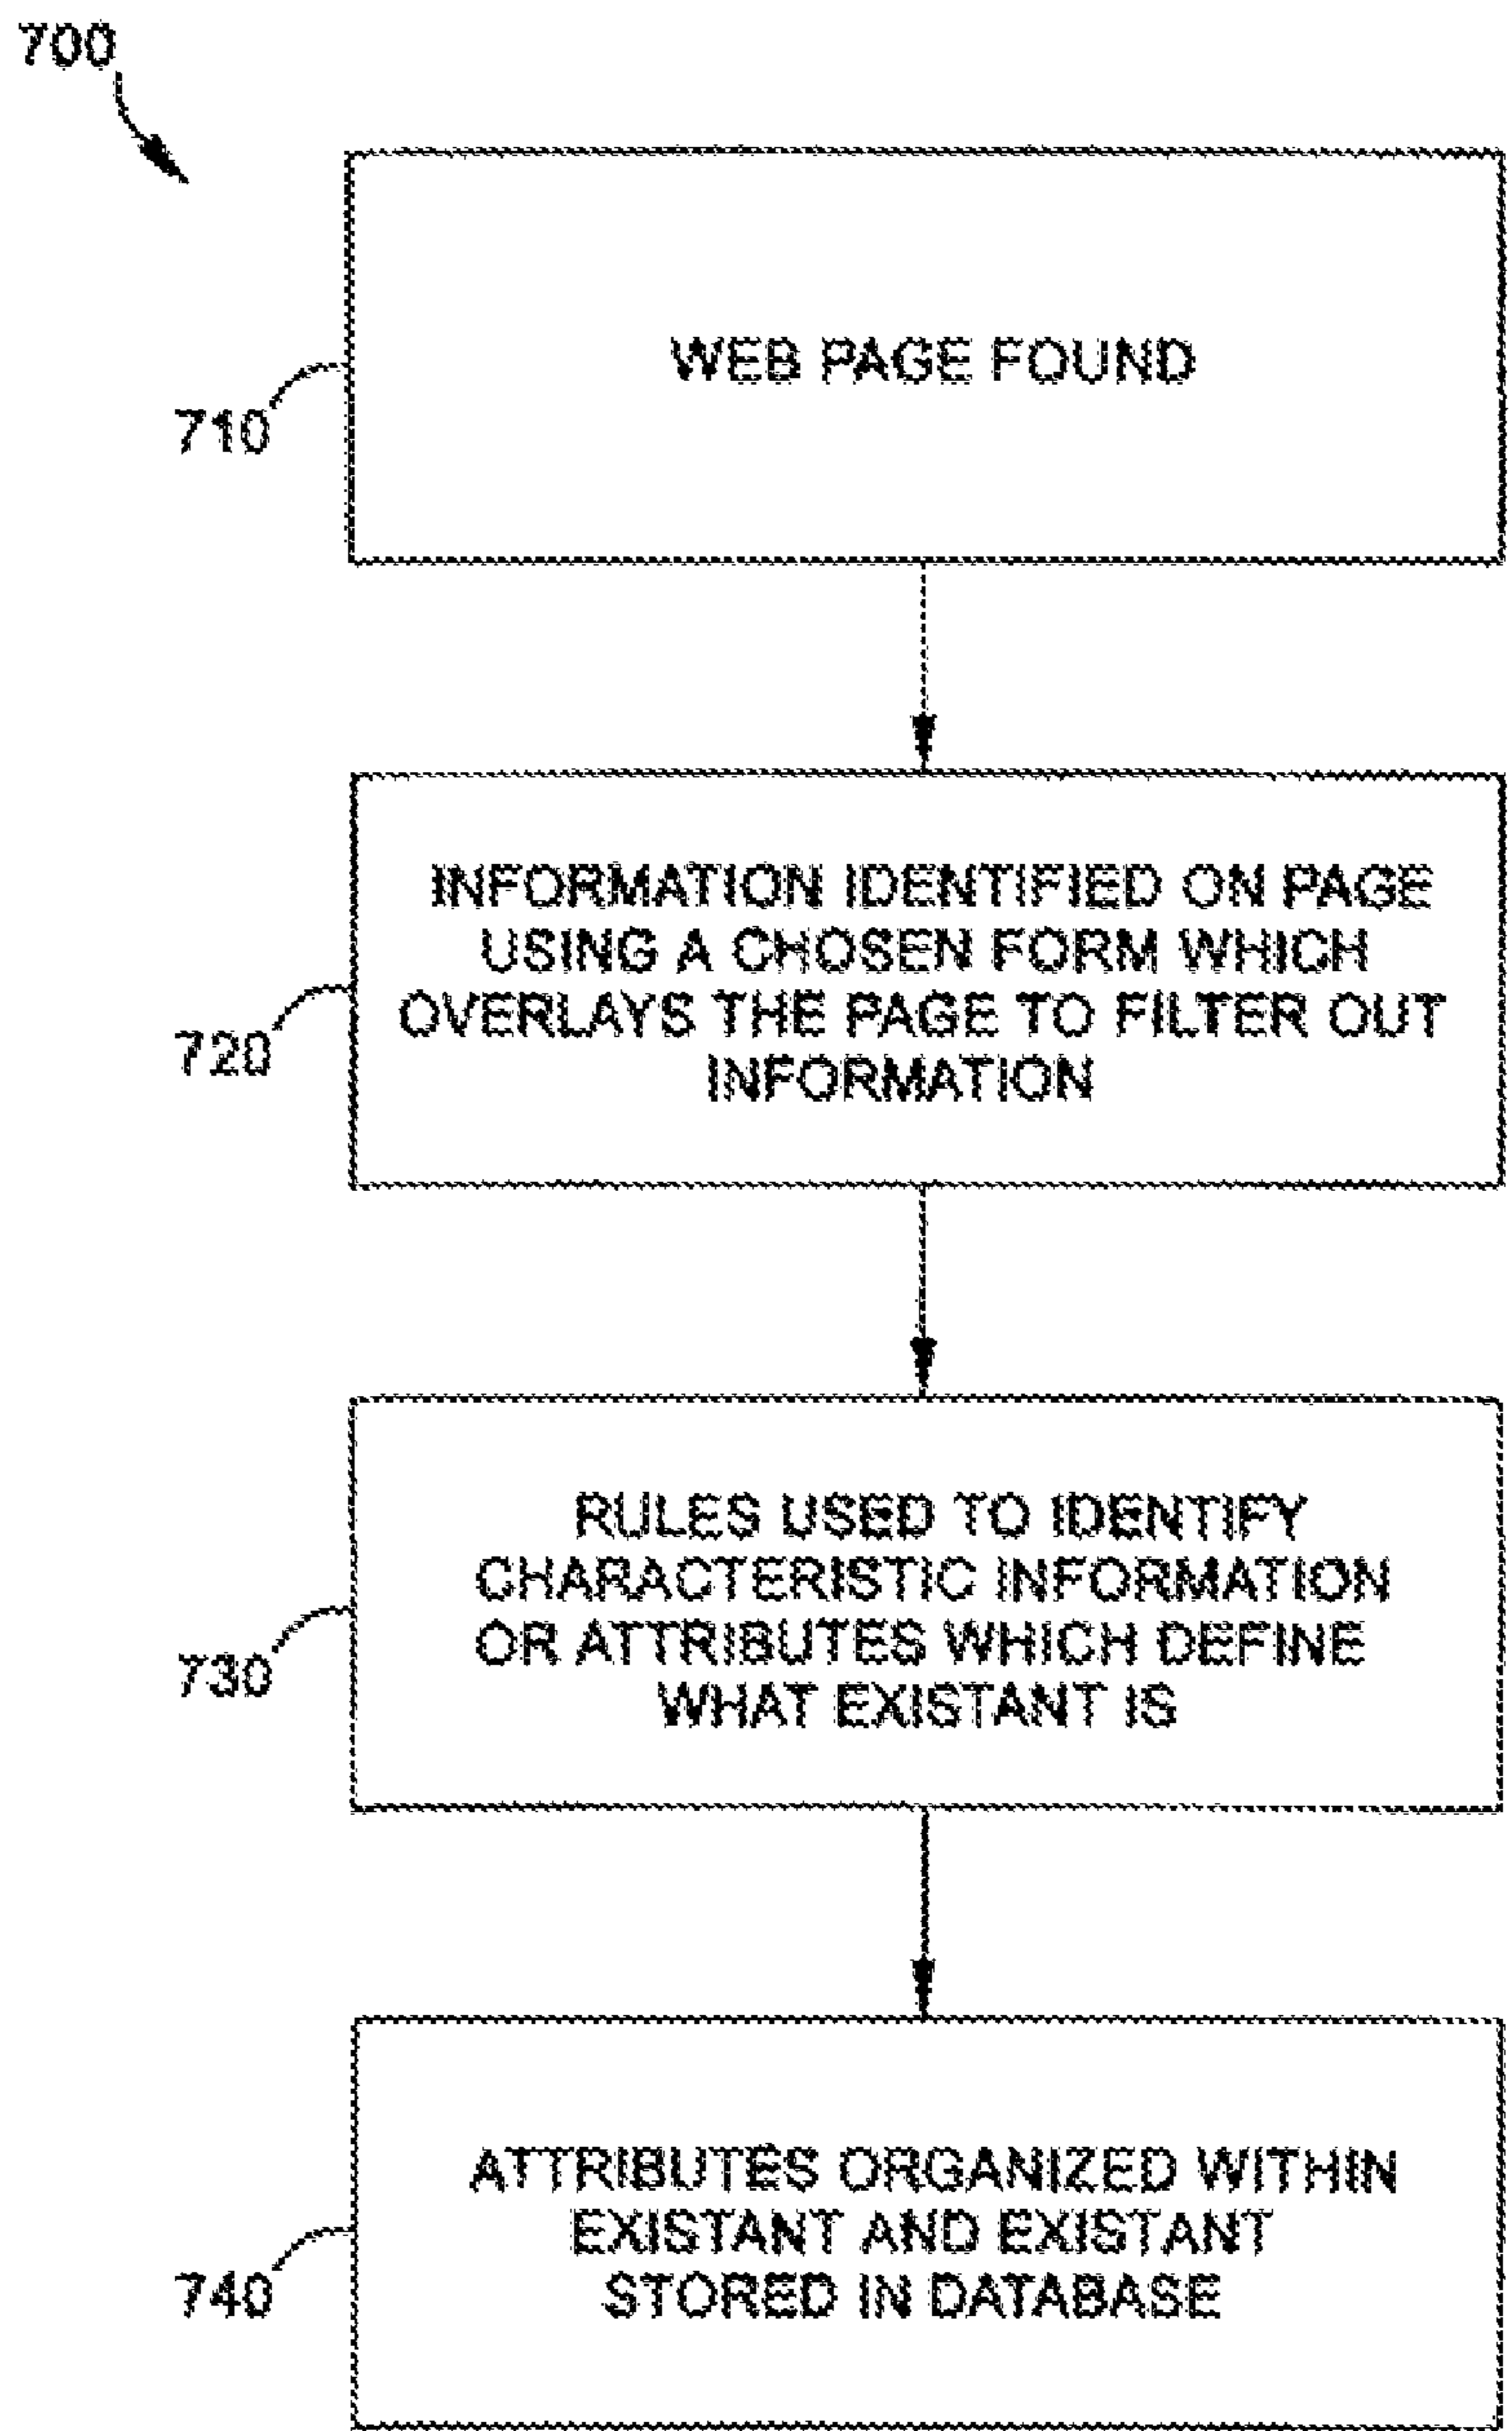 700
WEB PAGE FOUND
710
INFORMATION IDENTIFIED ON PAGE
USING A CHOSEN FORM WHICH
OVERLAYS THE PAGE TO FILTER OUT
INFORMATION
720
RULES USED TO IDENTIFY
CHARACTERISTIC INFORMATION
OR ATTRIBUTES WHICH DEFINE
WHAT EXISTANT IS
730
ATTRIBUTES ORGANIZED WITHIN
EXISTANT AND EXISTANT
STORED IN DATABASE
740